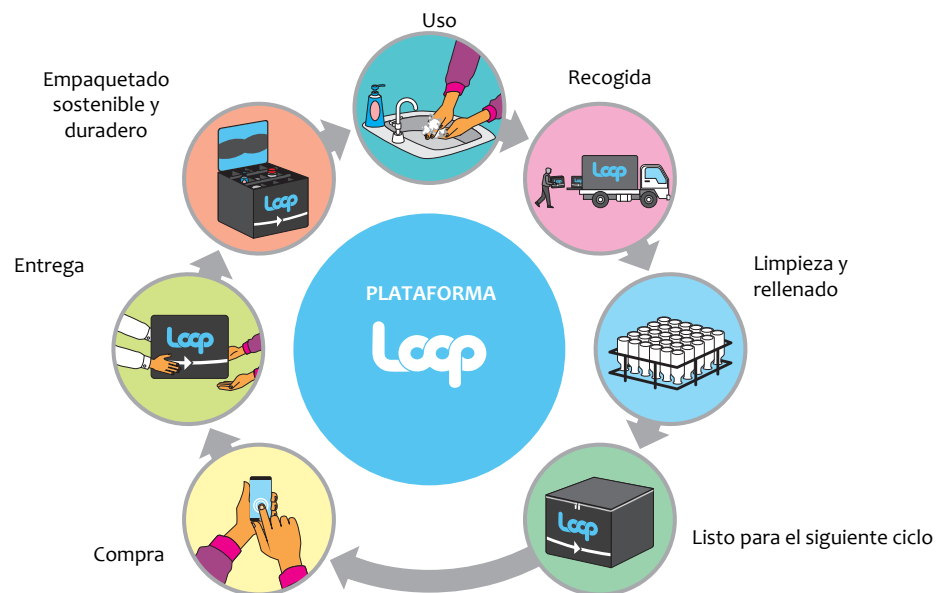 Uso
Recogida
Empaquetado
sostenible y
duradero
Loop
Loop
Entrega
Limpieza y
rellenado
PLATAFORMA
Loop
Loop
Loop
Listo para el siguiente ciclo
Compra